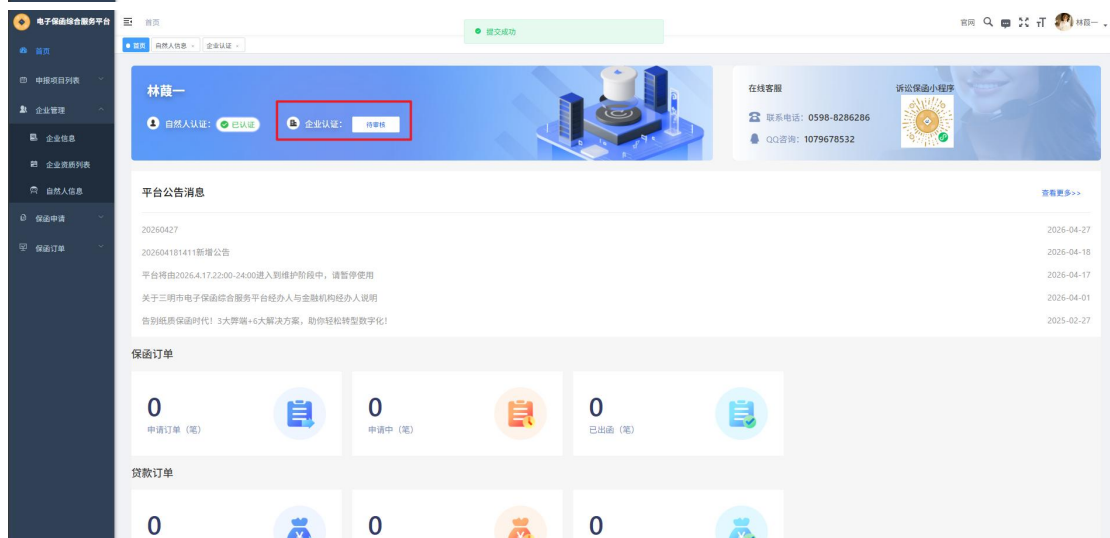 电子保函综合服务平台
首页
提交成功
官网
林葭一
首页
申报项目列表
企业管理
企业信息
企业资质列表
自然人信息
保函申请
保函订单
首页
自然人信息
企业认证
林葭一
自然人认证:
已认证
企业认证:
待审核
在线客服
联系电话: 0598-8286286
QQ咨询: 1079678532
诉讼保函小程序
平台公告消息
查看更多>>
20260427
2026-04-27
202604181411新增公告
2026-04-18
平台将由2026.4.17.22:00-24:00进入到维护阶段中，请暂停使用
2026-04-17
关于三明市电子保函综合服务平台经办人与金融机构经办人说明
2026-04-01
告别纸质保函时代！3大弊端+6大解决方案，助你轻松转型数字化！
2025-02-27
保函订单
0
申请订单（笔）
0
申请中（笔）
0
已出函（笔）
贷款订单
0
0
0